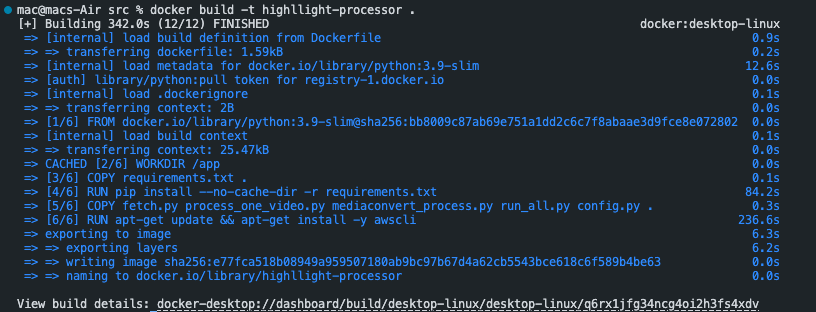 mac@macs-Air src % docker build -t highllight-processor .
[+] Building 342.0s (12/12) FINISHED docker:desktop-linux
=> [internal] load build definition from Dockerfile 0.9s
=> => transferring dockerfile: 1.59kB 0.2s
=> [internal] load metadata for docker.io/library/python:3.9-slim 12.6s
=> [auth] library/python:pull token for registry-1.docker.io 0.0s
=> [internal] load .dockerignore 0.1s
=> => transferring context: 2B 0.0s
=> [1/6] FROM docker.io/library/python:3.9-slim@sha256:bb8009c87ab69e751a1dd2c6c7f8abaae3d9fce8e072802 0.0s
=> [internal] load build context 0.1s
=> => transferring context: 25.47kB 0.0s
=> CACHED [2/6] WORKDIR /app 0.0s
=> [3/6] COPY requirements.txt . 0.1s
=> [4/6] RUN pip install --no-cache-dir -r requirements.txt 84.2s
=> [5/6] COPY fetch.py process_one_video.py mediaconvert_process.py run_all.py config.py . 0.3s
=> [6/6] RUN apt-get update && apt-get install -y awscli 236.6s
=> exporting to image 6.3s
=> => exporting layers 6.2s
=> => writing image sha256:e77fca518b08949a959507180ab9bc97b67d4a62cb5543bce618c6f589b4be63 0.0s
=> => naming to docker.io/library/highllight-processor 0.0s
View build details: docker-desktop://dashboard/build/desktop-linux/desktop-linux/q6rx1jfg34ncg4oi2h3fs4xdv